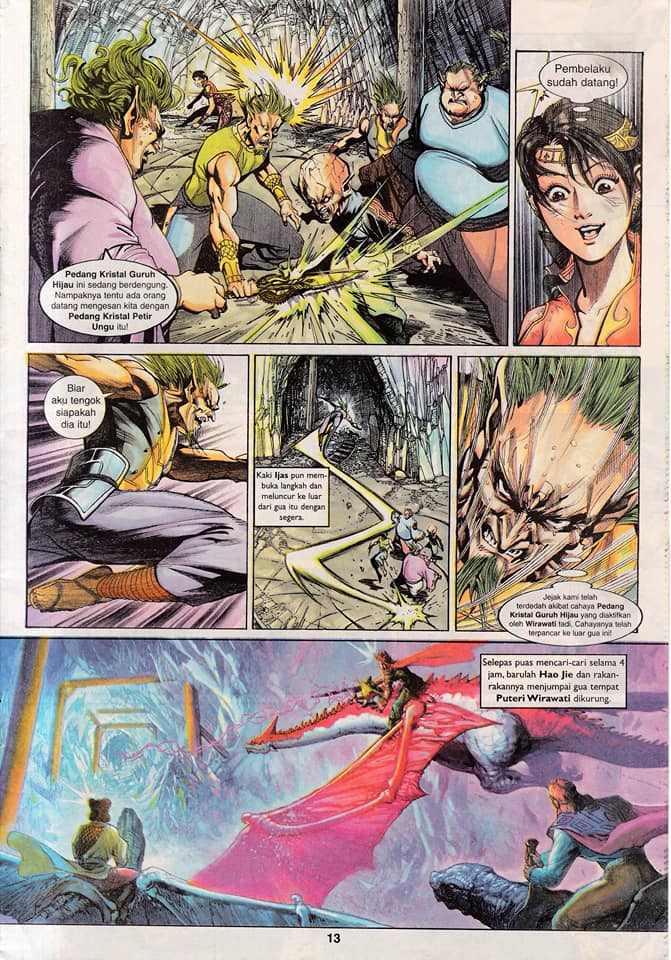 Pedang Kristal Guruh
Hijau ini sedang berdengung.
Nampaknya tentu ada orang
datang mengesan kita dengan
Pedang Kristal Petir
Ungu itu!
Pembelaku
sudah datang!
Biar
aku tengok
siapakah
dia itu!
Kaki Ijas pun mem-
buka langkah dan
meluncur ke luar
dari gua itu dengan
segera.
Jejak kami telah
terdedah akibat cahaya Pedang
Kristal Guruh Hijau yang diaktifkan
oleh Wirawati tadi. Cahayanya telah
terpancar ke luar gua ini!
Selepas puas mencari-cari selama 4
jam, barulah Hao Jie dan rakan-
rakannya menjumpai gua tempat
Puteri Wirawati dikurung.
13